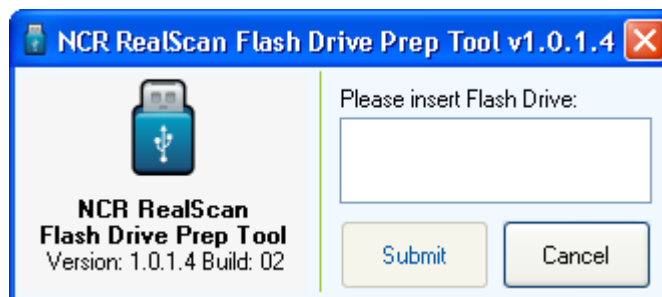 NCR RealScan Flash Drive Prep Tool v1.0.1.4
Please insert Flash Drive:
NCR RealScan
Flash Drive Prep Tool
Version: 1.0.1.4 Build: 02
Submit
Cancel